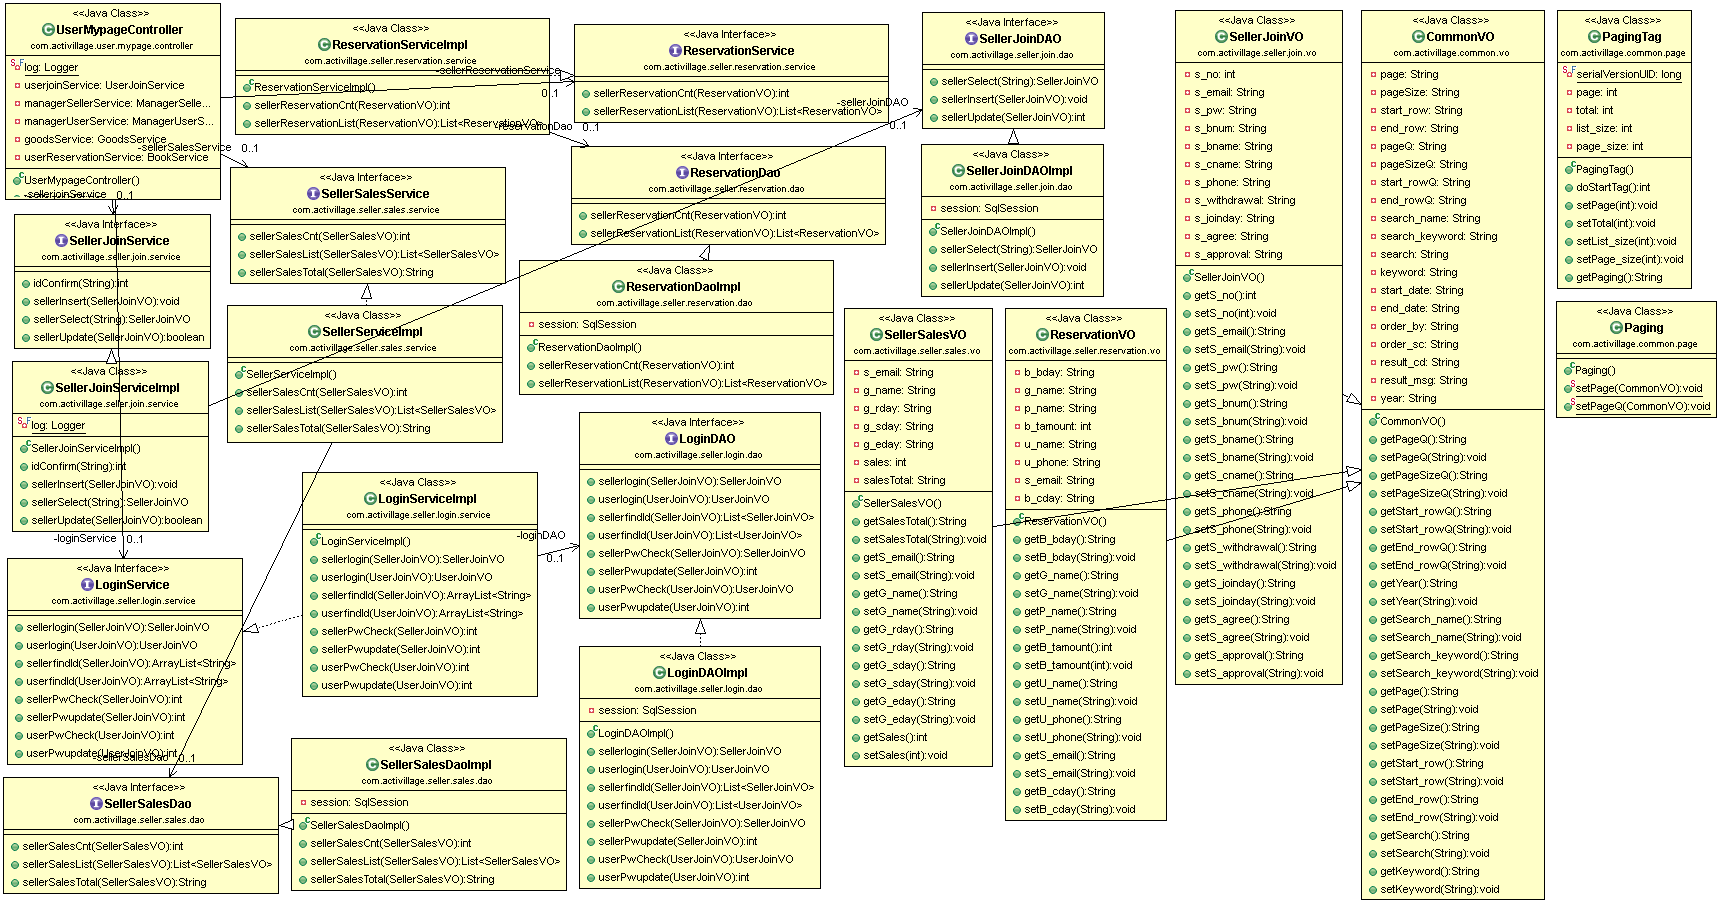 <<Java Class>>
UserMypageController
com.activillage.user.mypage.controller
log: Logger
userjoinService: UserJoinService
managerSellerService: ManagerSelle...
managerUserService: ManagerUserS...
goodsService: GoodsService
userReservationService: BookService
UserMypageController()
-sellerjoinService
0..1
-sellerSalesService
0..1
<<Java Class>>
ReservationServiceImpl
com.activillage.seller.reservation.service
ReservationServiceImpl()
sellerReservationCnt(ReservationVO):int
sellerReservationList(ReservationVO):List<ReservationVO>
-sellerReservationService
0..1
-reservationDao
0..1
<<Java Interface>>
ReservationService
com.activillage.seller.reservation.service
sellerReservationCnt(ReservationVO):int
sellerReservationList(ReservationVO):List<ReservationVO>
-sellerJoinDAO
0..1
<<Java Interface>>
SellerJoinDAO
com.activillage.seller.join.dao
sellerSelect(String):SellerJoinVO
sellerInsert(SellerJoinVO):void
sellerUpdate(SellerJoinVO):int
<<Java Interface>>
SellerSalesService
com.activillage.seller.sales.service
sellerSalesCnt(SellerSalesVO):int
sellerSalesList(SellerSalesVO):List<SellerSalesVO>
sellerSalesTotal(SellerSalesVO):String
<<Java Interface>>
ReservationDao
com.activillage.seller.reservation.dao
sellerReservationCnt(ReservationVO):int
sellerReservationList(ReservationVO):List<ReservationVO>
<<Java Class>>
SellerJoinDAOImpl
com.activillage.seller.join.dao
session: SqlSession
SellerJoinDAOImpl()
sellerSelect(String):SellerJoinVO
sellerInsert(SellerJoinVO):void
sellerUpdate(SellerJoinVO):int
<<Java Interface>>
SellerJoinService
com.activillage.seller.join.service
idConfirm(String):int
sellerInsert(SellerJoinVO):void
sellerSelect(String):SellerJoinVO
sellerUpdate(SellerJoinVO):boolean
<<Java Class>>
SellerServiceImpl
com.activillage.seller.sales.service
SellerServiceImpl()
sellerSalesCnt(SellerSalesVO):int
sellerSalesList(SellerSalesVO):List<SellerSalesVO>
sellerSalesTotal(SellerSalesVO):String
<<Java Class>>
ReservationDaoImpl
com.activillage.seller.reservation.dao
session: SqlSession
ReservationDaoImpl()
sellerReservationCnt(ReservationVO):int
sellerReservationList(ReservationVO):List<ReservationVO>
<<Java Class>>
SellerJoinServiceImpl
com.activillage.seller.join.service
log: Logger
SellerJoinServiceImpl()
idConfirm(String):int
sellerInsert(SellerJoinVO):void
sellerSelect(String):SellerJoinVO
sellerUpdate(SellerJoinVO):boolean
-loginService
0..1
<<Java Interface>>
LoginService
com.activillage.seller.login.service
sellerlogin(SellerJoinVO):SellerJoinVO
userlogin(UserJoinVO):UserJoinVO
sellerfindId(SellerJoinVO):ArrayList<String>
userfindId(UserJoinVO):ArrayList<String>
sellerPwCheck(SellerJoinVO):int
sellerPwupdate(SellerJoinVO):int
userPwCheck(UserJoinVO):int
userPwupdate(UserJoinVO):int
-sellerSalesDao
0..1
<<Java Class>>
LoginServiceImpl
com.activillage.seller.login.service
LoginServiceImpl()
sellerlogin(SellerJoinVO):SellerJoinVO
userlogin(UserJoinVO):UserJoinVO
sellerfindId(SellerJoinVO):ArrayList<String>
userfindId(UserJoinVO):ArrayList<String>
sellerPwCheck(SellerJoinVO):int
sellerPwupdate(SellerJoinVO):int
userPwCheck(UserJoinVO):int
userPwupdate(UserJoinVO):int
-loginDAO
0..1
<<Java Interface>>
LoginDAO
com.activillage.seller.login.dao
sellerlogin(SellerJoinVO):SellerJoinVO
userlogin(UserJoinVO):UserJoinVO
sellerfindId(SellerJoinVO):List<SellerJoinVO>
userfindId(UserJoinVO):List<UserJoinVO>
sellerPwCheck(SellerJoinVO):SellerJoinVO
sellerPwupdate(SellerJoinVO):int
userPwCheck(UserJoinVO):UserJoinVO
userPwupdate(UserJoinVO):int
<<Java Interface>>
SellerSalesDao
com.activillage.seller.sales.dao
sellerSalesCnt(SellerSalesVO):int
sellerSalesList(SellerSalesVO):List<SellerSalesVO>
sellerSalesTotal(SellerSalesVO):String
<<Java Class>>
SellerSalesDaoImpl
com.activillage.seller.sales.dao
session: SqlSession
SellerSalesDaoImpl()
sellerSalesCnt(SellerSalesVO):int
sellerSalesList(SellerSalesVO):List<SellerSalesVO>
sellerSalesTotal(SellerSalesVO):String
<<Java Class>>
LoginDAOImpl
com.activillage.seller.login.dao
session: SqlSession
LoginDAOImpl()
sellerlogin(SellerJoinVO):SellerJoinVO
userlogin(UserJoinVO):UserJoinVO
sellerfindId(SellerJoinVO):List<SellerJoinVO>
userfindId(UserJoinVO):List<UserJoinVO>
sellerPwCheck(SellerJoinVO):SellerJoinVO
sellerPwupdate(SellerJoinVO):int
userPwCheck(UserJoinVO):UserJoinVO
userPwupdate(UserJoinVO):int
<<Java Class>>
SellerSalesVO
com.activillage.seller.sales.vo
s_email: String
g_name: String
g_rday: String
g_sday: String
g_eday: String
sales: int
salesTotal: String
SellerSalesVO()
getSalesTotal():String
setSalesTotal(String):void
getS_email():String
setS_email(String):void
getG_name():String
setG_name(String):void
getG_rday():String
setG_rday(String):void
getG_sday():String
setG_sday(String):void
getG_eday():String
setG_eday(String):void
getSales():int
setSales(int):void
<<Java Class>>
ReservationVO
com.activillage.seller.reservation.vo
b_bday: String
g_name: String
p_name: String
b_tamount: int
u_name: String
u_phone: String
s_email: String
b_cday: String
ReservationVO()
getB_bday():String
setB_bday(String):void
getG_name():String
setG_name(String):void
getP_name():String
setP_name(String):void
getB_tamount():int
setB_tamount(int):void
getU_name():String
setU_name(String):void
getU_phone():String
setU_phone(String):void
getS_email():String
setS_email(String):void
getB_cday():String
setB_cday(String):void
<<Java Class>>
SellerJoinVO
com.activillage.seller.join.vo
s_no: int
s_email: String
s_pw: String
s_bnum: String
s_bname: String
s_cname: String
s_phone: String
s_withdrawal: String
s_joinday: String
s_agree: String
s_approval: String
SellerJoinVO()
getS_no():int
setS_no(int):void
getS_email():String
setS_email(String):void
getS_pw():String
setS_pw(String):void
getS_bnum():String
setS_bnum(String):void
getS_bname():String
setS_bname(String):void
getS_cname():String
setS_cname(String):void
getS_phone():String
setS_phone(String):void
getS_withdrawal():String
setS_withdrawal(String):void
getS_joinday():String
setS_joinday(String):void
getS_agree():String
setS_agree(String):void
getS_approval():String
setS_approval(String):void
<<Java Class>>
CommonVO
com.activillage.common.vo
page: String
pageSize: String
start_row: String
end_row: String
pageQ: String
pageSizeQ: String
start_rowQ: String
end_rowQ: String
search_name: String
search_keyword: String
search: String
keyword: String
start_date: String
end_date: String
order_by: String
order_sc: String
result_cd: String
result_msg: String
year: String
CommonVO()
getPageQ():String
setPageQ(String):void
getPageSizeQ():String
setPageSizeQ(String):void
getStart_rowQ():String
setStart_rowQ(String):void
getEnd_rowQ():String
setEnd_rowQ(String):void
getYear():String
setYear(String):void
getSearch_name():String
setSearch_name(String):void
getSearch_keyword():String
setSearch_keyword(String):void
getPage():String
setPage(String):void
getPageSize():String
setPageSize(String):void
getStart_row():String
setStart_row(String):void
getEnd_row():String
setEnd_row(String):void
getSearch():String
setSearch(String):void
getKeyword():String
setKeyword(String):void
<<Java Class>>
PagingTag
com.activillage.common.page
serialVersionUID: long
page: int
total: int
list_size: int
page_size: int
PagingTag()
doStartTag():int
setPage(int):void
setTotal(int):void
setList_size(int):void
setPage_size(int):void
getPaging():String
<<Java Class>>
Paging
com.activillage.common.page
Paging()
setPage(CommonVO):void
setPageQ(CommonVO):void